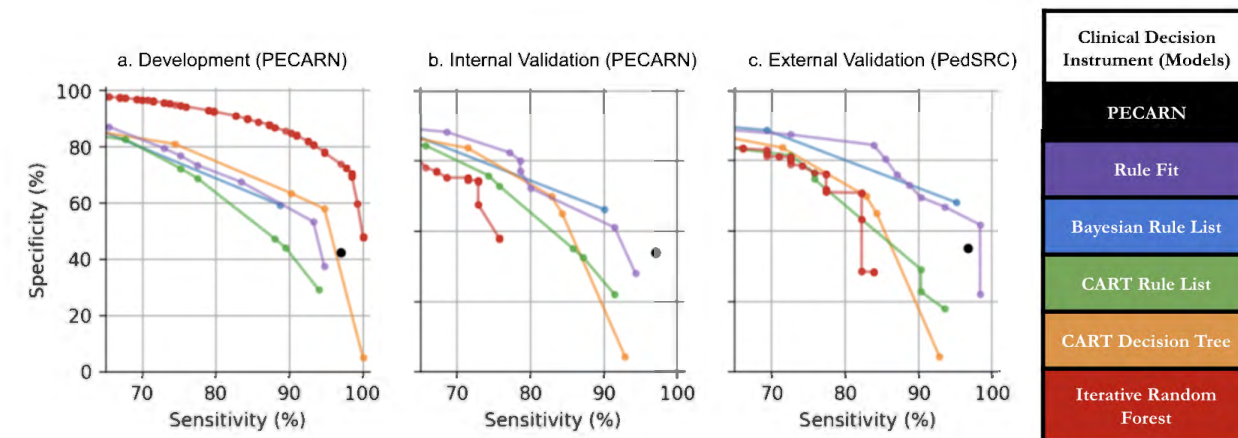 a. Development (PECARN)
b. Internal Validation (PECARN)
c. External Validation (PedSRC)
Specificity (%)
100
80
60
40
20
0
70
80
90
100
Sensitivity (%)
70
80
90
100
Sensitivity (%)
70
80
90
100
Sensitivity (%)
Clinical Decision
Instrument (Models)
PECARN
Rule Fit
Bayesian Rule List
CART Rule List
CART Decision Tree
Iterative Random
Forest